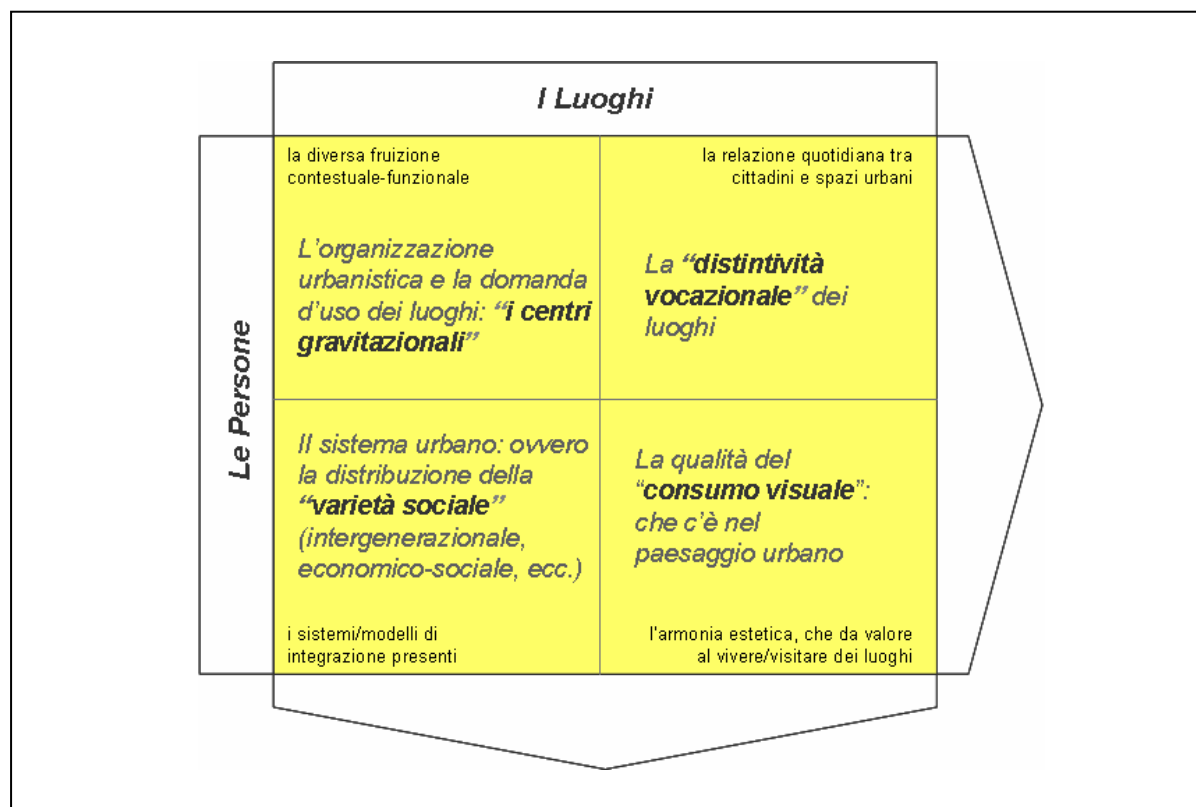 I Luoghi
Le Persone
la diversa fruizione
contestuale-funzionale
L’organizzazione
urbanistica e la domanda
d’uso dei luoghi: “i centri
gravitazionali”
la relazione quotidiana tra
cittadini e spazi urbani
La “distintività
vocazionale” dei
luoghi
Il sistema urbano: ovvero
la distribuzione della
“varietà sociale”
(intergenerazionale,
economico-sociale, ecc.)
i sistemi/modelli di
integrazione presenti
La qualità del
“consumo visuale”:
che c’è nel
paesaggio urbano
l'armonia estetica, che da valore
al vivere/visitare dei luoghi